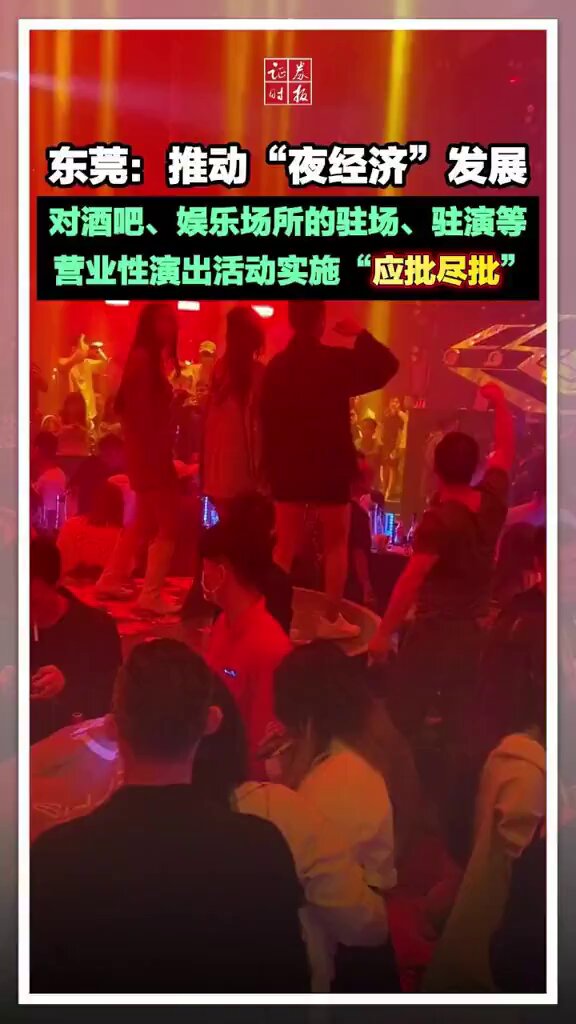 证券
时报
东莞：推动“夜经济”发展
对酒吧、娱乐场所的驻场、驻演等
营业性演出活动实施“应批尽批”